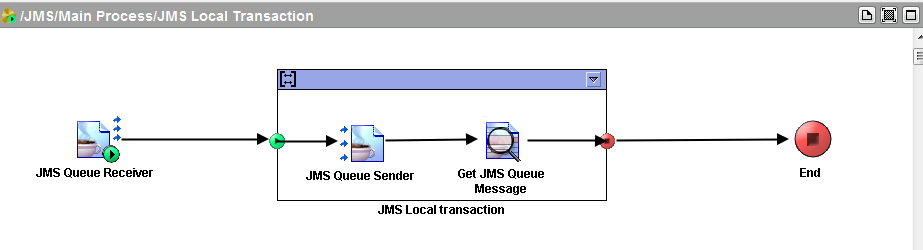 /JMS/Main Process/JMS Local Transaction
JMS Queue Receiver
JMS Queue Sender
Get JMS Queue
Message
JMS Local transaction
End